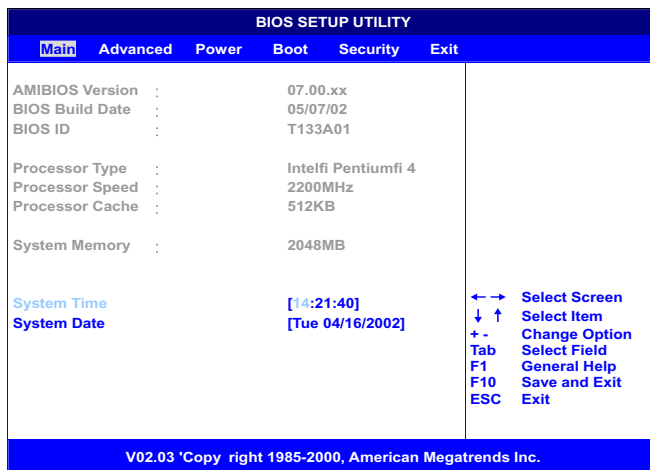 BIOS SETUP UTILITY
Main Advanced Power Boot Security Exit
AMIBIOS Version : 07.00.xx
BIOS Build Date : 05/07/02
BIOS ID : T133A01
Processor Type : Intelfi Pentiumfi 4
Processor Speed : 2200MHz
Processor Cache : 512KB
System Memory : 2048MB
System Time [14:21:40]
System Date [Tue 04/16/2002]
←→ Select Screen
↓ ↑ Select Item
+ - Change Option
Tab Select Field
F1 General Help
F10 Save and Exit
ESC Exit
V02.03 'Copy right 1985-2000, American Megatrends Inc.